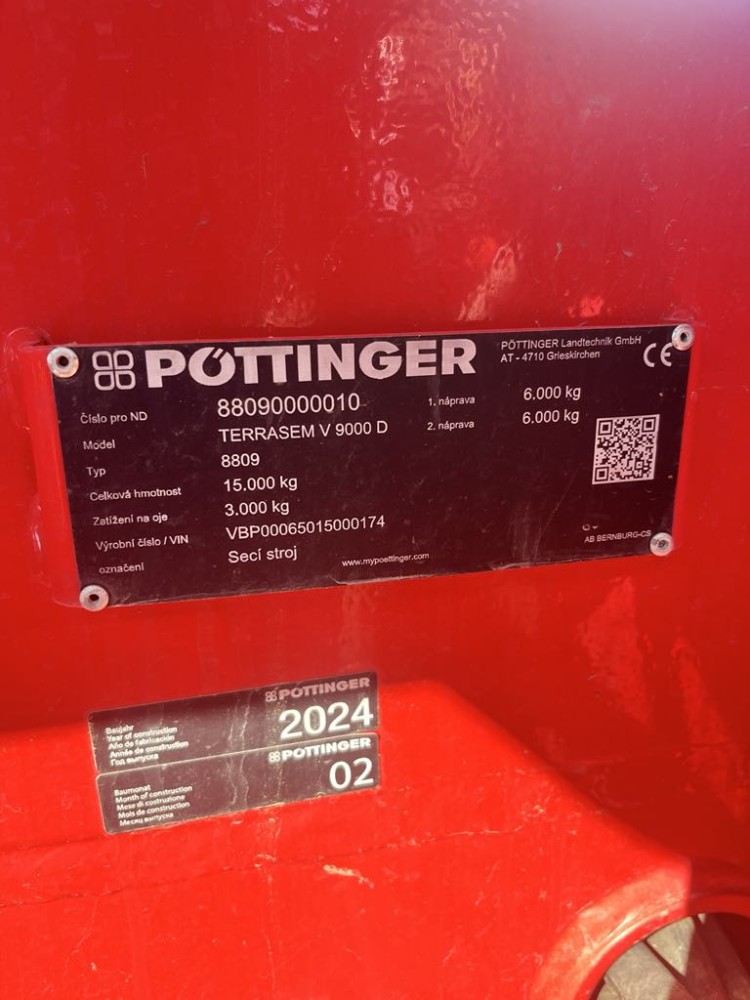 PÖTTINGER
PÖTTINGER Landtechnik GmbH
AT - 4710 Grieskirchen
CE
Číslo pro ND 88090000010 1. náprava 6.000 kg
Model TERRASEM V 9000 D 2. náprava 6.000 kg
Typ 8809
Celková hmotnost 15.000 kg
Zatížení na oje 3.000 kg
Výrobní číslo / VIN VBP00065015000174
označení Secí stroj
www.mypoettinger.com
AB BERNBURG-CS
PÖTTINGER
Baujahr
Year of construction
Año de fabricación
Année de construction
Год выпуска
2024
PÖTTINGER
Baumonat
Month of construction
Mese di costruzione
Mois de construction
Месяц выпуска
02